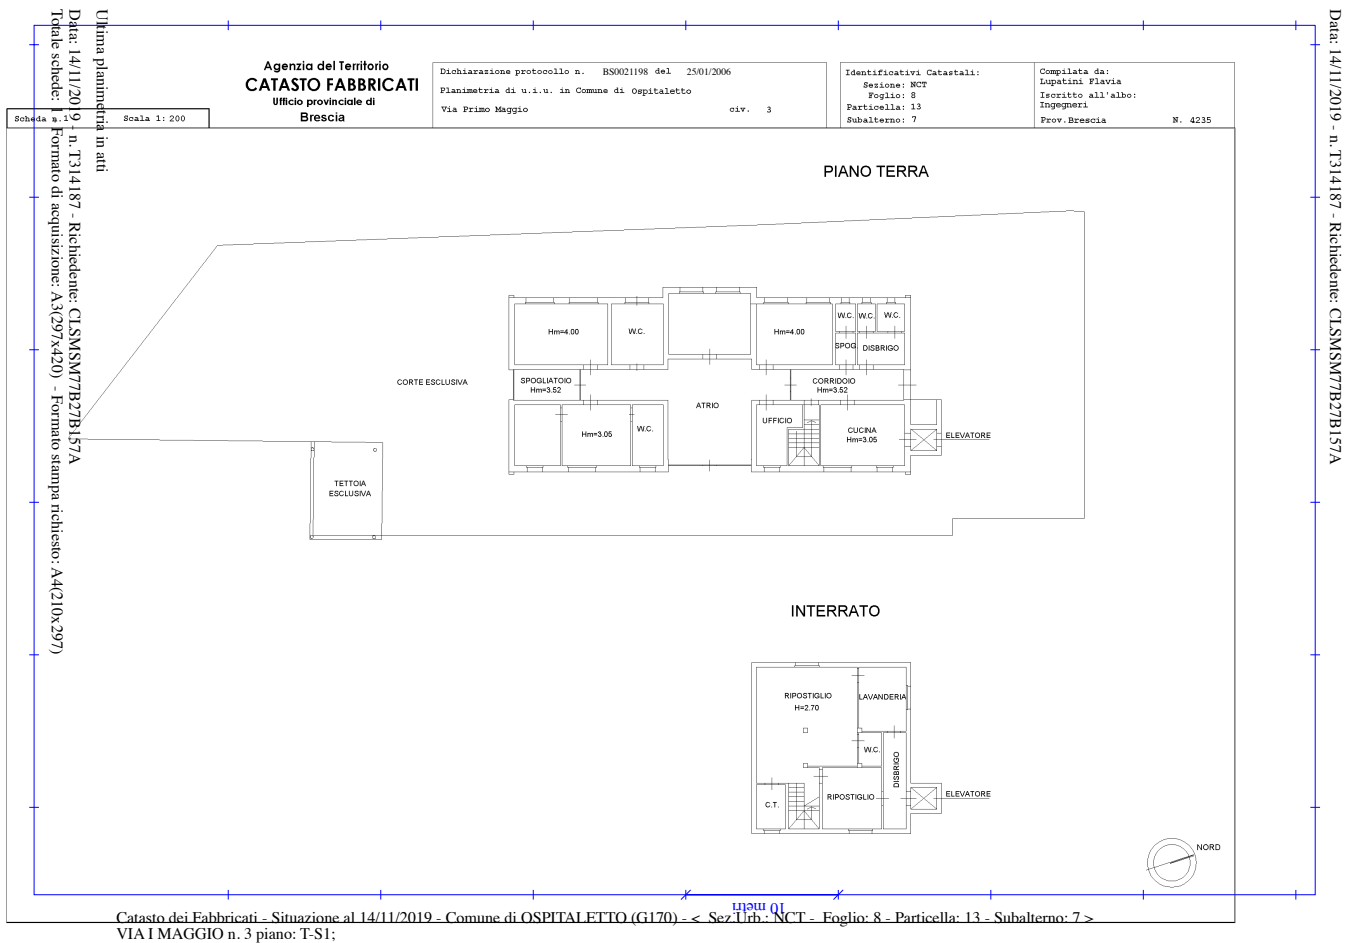 Ultima planimetria in atti
Data: 14/11/2019 - n. T314187 - Richiedente: CLSMSM77B27B157A
Totale schede: 1 - Formato di acquisizione: A3(297x420) - Formato stampa richiesto: A4(210x297)
Data: 14/11/2019 - n. T314187 - Richiedente: CLSMSM77B27B157A
Agenzia del Territorio
CATASTO FABBRICATI
Ufficio provinciale di
Brescia
Scheda n.1 Scala 1: 200
Dichiarazione protocollo n. BS0021198 del 25/01/2006
Planimetria di u.i.u. in Comune di Ospitaletto
Via Primo Maggio civ. 3
Identificativi Catastali:
Sezione: NCT
Foglio: 8
Particella: 13
Subalterno: 7
Compilata da:
Lupatini Flavia
Iscritto all'albo:
Ingegneri
Prov.Brescia N. 4235
PIANO TERRA
Hm=4.00
W.C.
Hm=4.00
W.C.
W.C.
W.C.
SPOG.
DISBRIGO
CORTE ESCLUSIVA
SPOGLIATOIO
Hm=3.52
CORRIDOIO
Hm=3.52
ATRIO
Hm=3.05
W.C.
UFFICIO
CUCINA
Hm=3.05
ELEVATORE
TETTOIA
ESCLUSIVA
INTERRATO
RIPOSTIGLIO
H=2.70
LAVANDERIA
W.C.
DISBRIGO
C.T.
RIPOSTIGLIO
ELEVATORE
NORD
10 metri
Catasto dei Fabbricati - Situazione al 14/11/2019 - Comune di OSPITALETTO (G170) - < Sez.Urb.: NCT - Foglio: 8 - Particella: 13 - Subalterno: 7 >
VIA I MAGGIO n. 3 piano: T-S1;